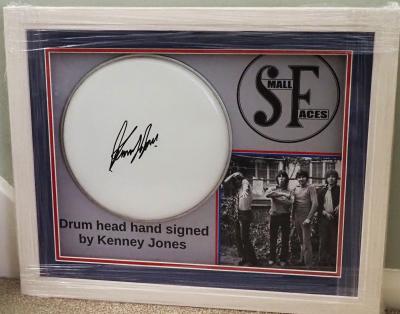 SMALL
FACES
Drum head hand signed
by Kenney Jones